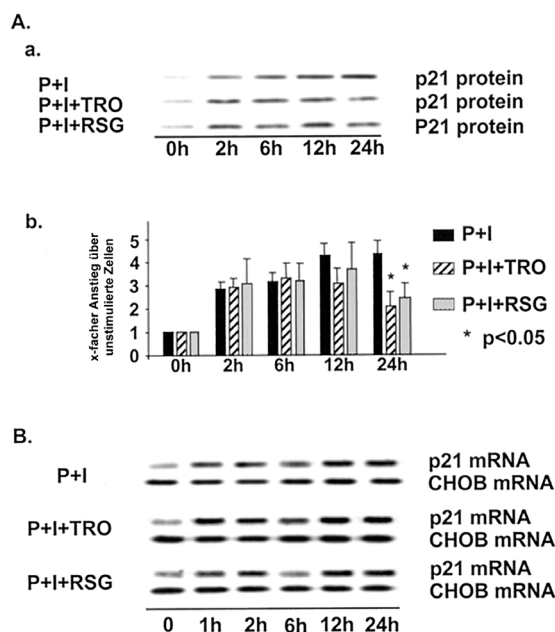 A.
a.
P+I p21 protein
P+I+TRO p21 protein
P+I+RSG P21 protein
0h 2h 6h 12h 24h
b.
x-facher Anstieg über
unstimulierte Zellen
5
4
3
2
1
0
0h 2h 6h 12h 24h
* *
P+I
P+I+TRO
P+I+RSG
* p<0.05
B.
P+I p21 mRNA
CHOB mRNA
P+I+TRO p21 mRNA
CHOB mRNA
P+I+RSG p21 mRNA
CHOB mRNA
0 1h 2h 6h 12h 24h